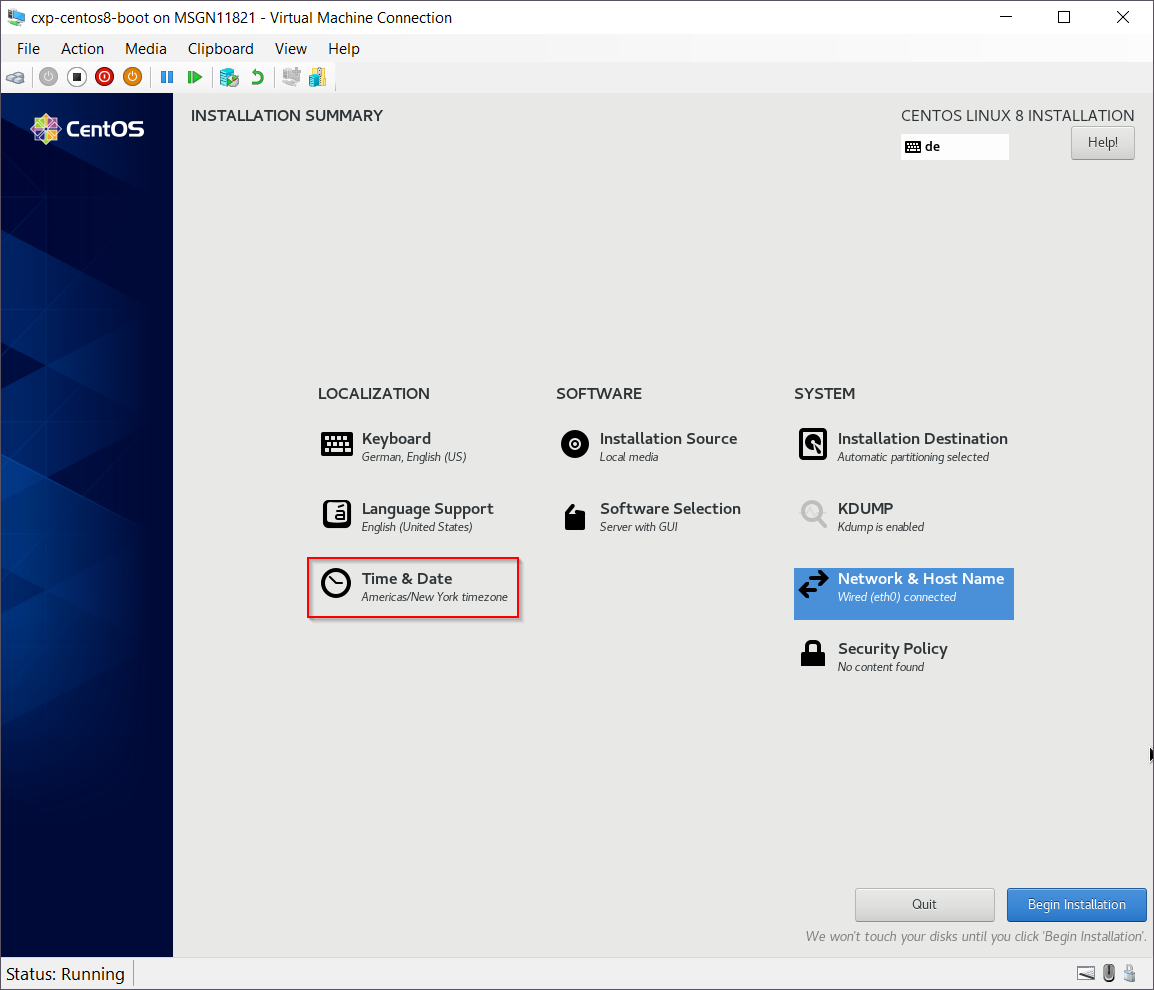 cxp-centos8-boot on MSGN11821 - Virtual Machine Connection
File Action Media Clipboard View Help
CentOS
INSTALLATION SUMMARY
CENTOS LINUX 8 INSTALLATION
de
Help!
LOCALIZATION
Keyboard
German, English (US)
Language Support
English (United States)
Time & Date
Americas/New York timezone
SOFTWARE
Installation Source
Local media
Software Selection
Server with GUI
SYSTEM
Installation Destination
Automatic partitioning selected
KDUMP
Kdump is enabled
Network & Host Name
Wired (eth0) connected
Security Policy
No content found
Quit
Begin Installation
We won't touch your disks until you click 'Begin Installation'.
Status: Running